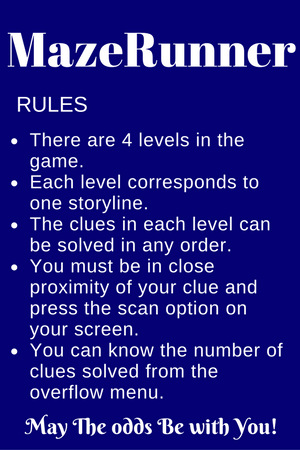 MazeRunner
RULES
• There are 4 levels in the
game.
• Each level corresponds to
one storyline.
• The clues in each level can
be solved in any order.
• You must be in close
proximity of your clue and
press the scan option on
your screen.
• You can know the number of
clues solved from the
overflow menu.
May The odds Be with You!